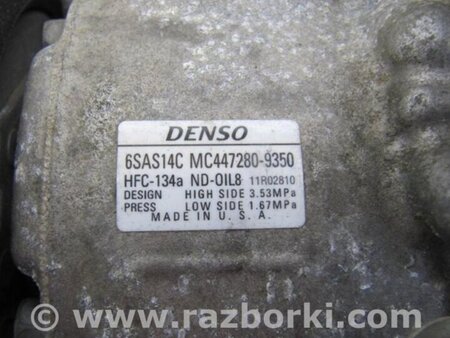 DENSO
6SAS14C MC447280-9350
HFC-134a ND-OIL8 11R02810
DESIGN HIGH SIDE 3.53MPa
PRESS LOW SIDE 1.67MPa
MADE IN U.S.A.
© www.razborki.com